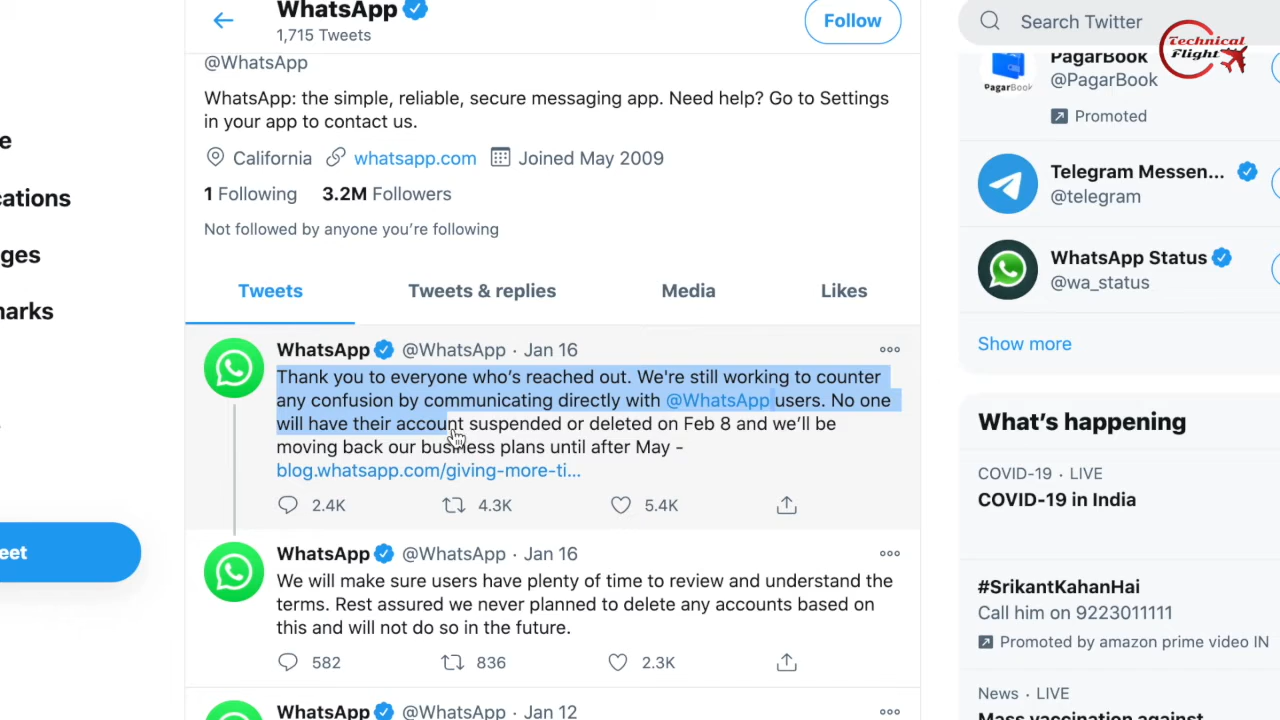 WhatsApp
1,715 Tweets
Follow
Search Twitter
Technical
Flight
@WhatsApp
WhatsApp: the simple, reliable, secure messaging app. Need help? Go to Settings
in your app to contact us.
California whatsapp.com Joined May 2009
1 Following 3.2M Followers
Not followed by anyone you’re following
Tweets Tweets & replies Media Likes
WhatsApp @WhatsApp · Jan 16
Thank you to everyone who’s reached out. We're still working to counter
any confusion by communicating directly with @WhatsApp users. No one
will have their account suspended or deleted on Feb 8 and we’ll be
moving back our business plans until after May -
blog.whatsapp.com/giving-more-ti...
2.4K 4.3K 5.4K
WhatsApp @WhatsApp · Jan 16
We will make sure users have plenty of time to review and understand the
terms. Rest assured we never planned to delete any accounts based on
this and will not do so in the future.
582 836 2.3K
WhatsApp @WhatsApp · Jan 12
e
cations
ges
narks
eet
PagarBook
PagarBook
@PagarBook
Promoted
Telegram Messen...
@telegram
WhatsApp Status
@wa_status
Show more
What’s happening
COVID-19 · LIVE
COVID-19 in India
#SrikantKahanHai
Call him on 9223011111
Promoted by amazon prime video IN
News · LIVE
Mass vaccination against